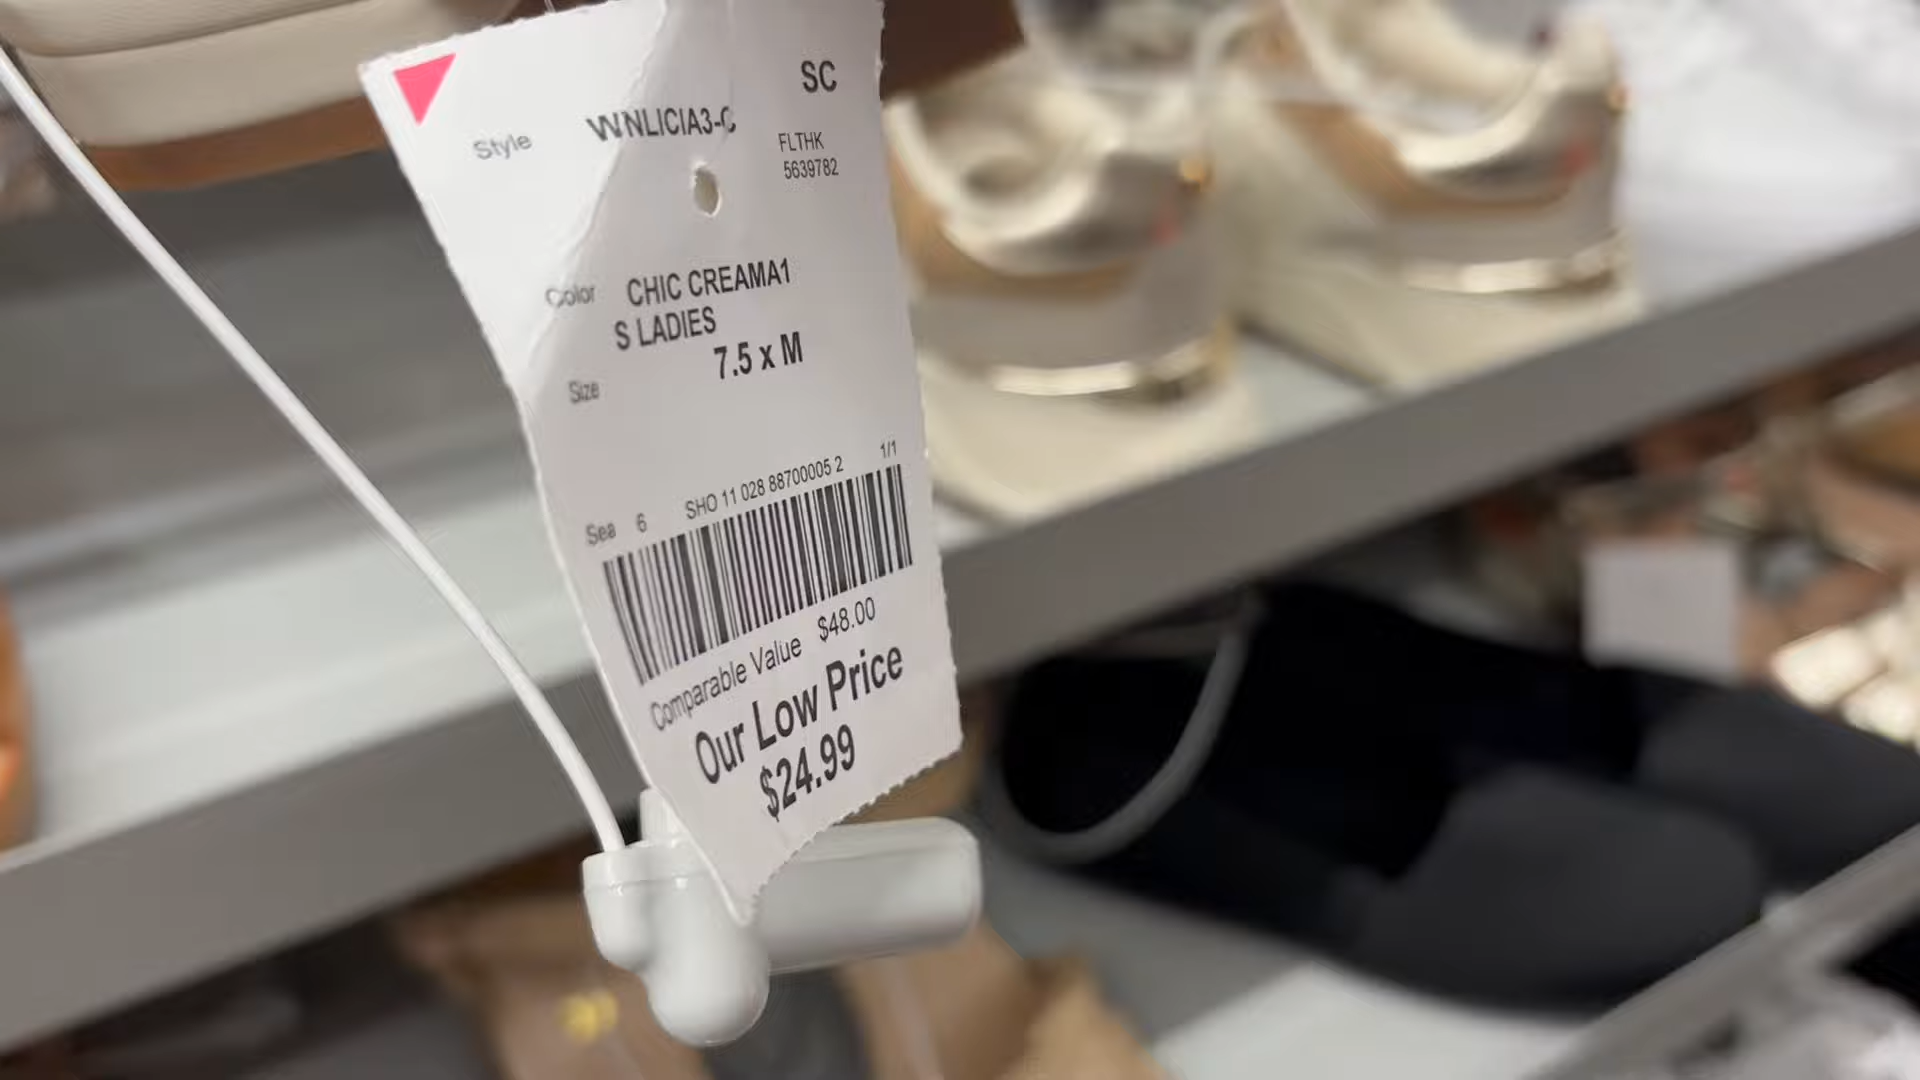 SC
Style WNLICIA3-C
FLTHK
5639782
Color CHIC CREAMA1
S LADIES
Size 7.5 x M
Sea 6 SHO 11 028 88700005 2 1/1
Comparable Value $48.00
Our Low Price
$24.99